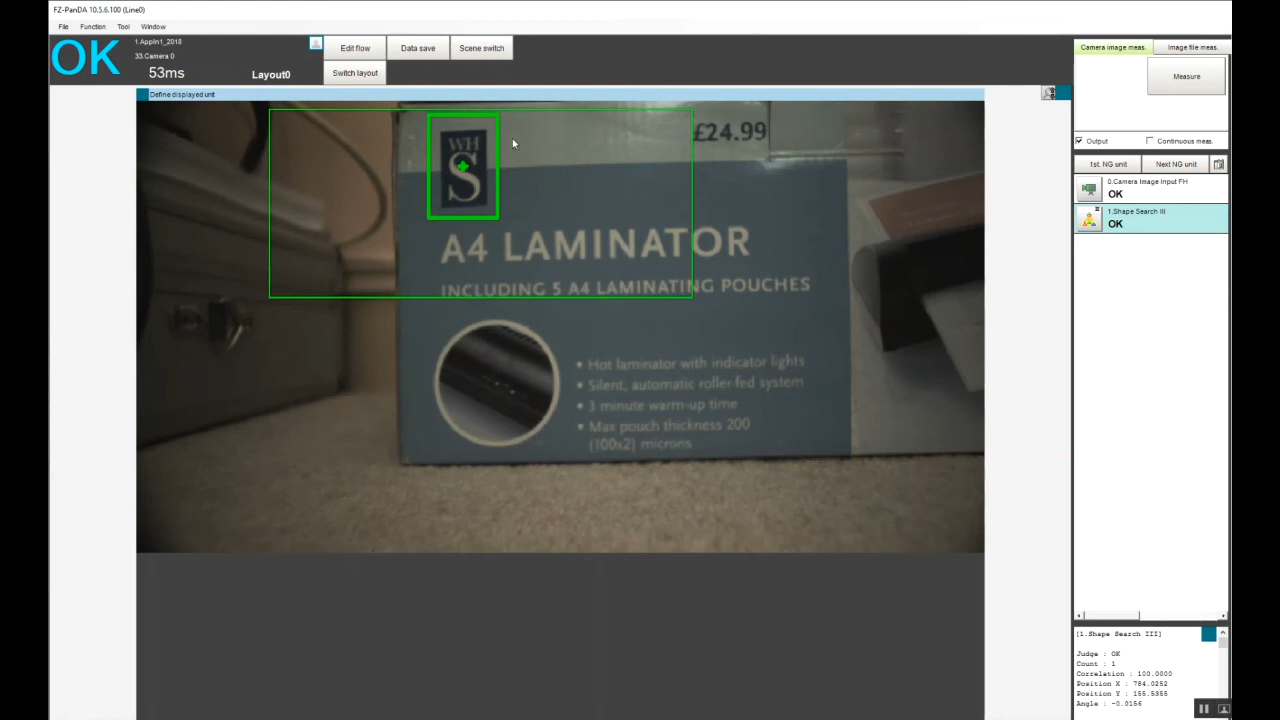 FZ-PanDA 10.5.6.100 (Line0)
File Function Tool Window
OK
1.AppIn1_2018
33.Camera 0
53ms
Layout0
Edit flow
Data save
Scene switch
Switch layout
Camera image meas.
Image file meas.
Measure
Output
Continuous meas.
1st. NG unit
Next NG unit
0.Camera Image Input FH
OK
1.Shape Search III
OK
Define displayed unit
£24.99
WH
S
A4 LAMINATOR
INCLUDING 5 A4 LAMINATING POUCHES
• Hot laminator with indicator lights
• Silent, automatic roller-fed system
• 3 minute warm-up time
• Max pouch thickness 200
(100x2) microns
[1.Shape Search III]
Judge : OK
Count : 1
Correlation : 100.0000
Position X : 784.0252
Position Y : 155.5355
Angle : -0.0156